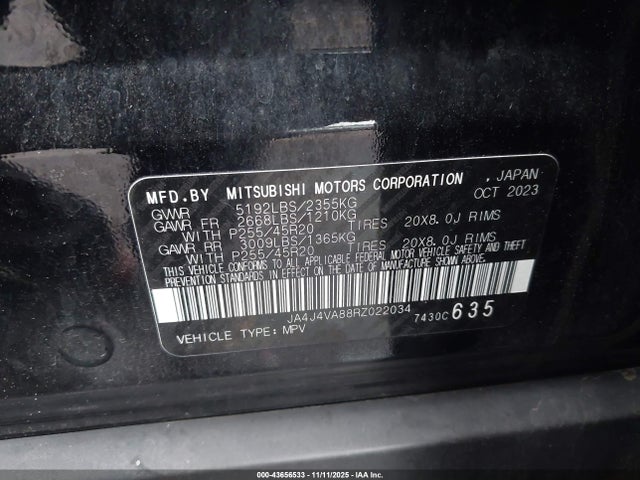 MFD.BY MITSUBISHI MOTORS CORPORATION , JAPAN
GVWR 5192LBS/2355KG OCT 2023
GAWR FR 2668LBS/1210KG
WITH P255/45R20 TIRES 20X8.0J RIMS
GAWR RR 3009LBS/1365KG
WITH P255/45R20 TIRES 20X8.0J RIMS
THIS VEHICLE CONFORMS TO ALL APPLICABLE FEDERAL MOTOR VEHICLE SAFETY AND THEFT
PREVENTION STANDARDS IN EFFECT ON THE DATE OF MANUFACTURE SHOWN ABOVE.
JA4J4VA88RZ022034 7430C 635
VEHICLE TYPE: MPV
000-43656533 - 11/11/2025 - IAA Inc.